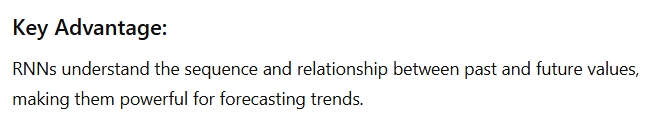 Key Advantage:
RNNs understand the sequence and relationship between past and future values,
making them powerful for forecasting trends.